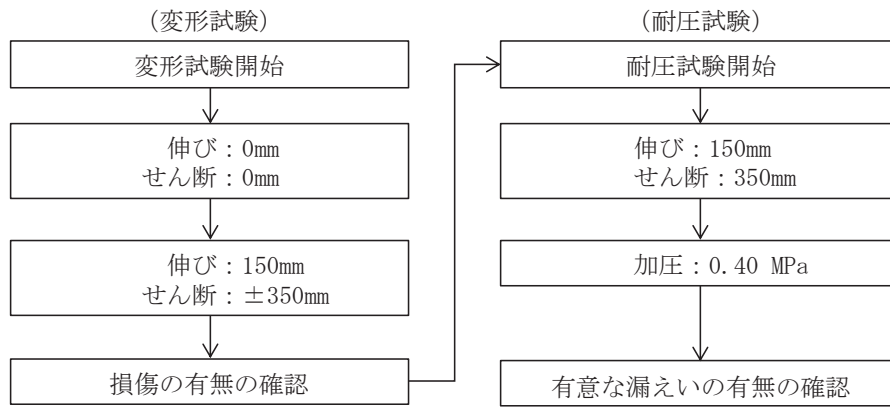 (変形試験)
変形試験開始
伸び:0mm
せん断:0mm
伸び:150mm
せん断:±350mm
損傷の有無の確認
(耐圧試験)
耐圧試験開始
伸び:150mm
せん断:350mm
加圧:0.40 MPa
有意な漏えいの有無の確認